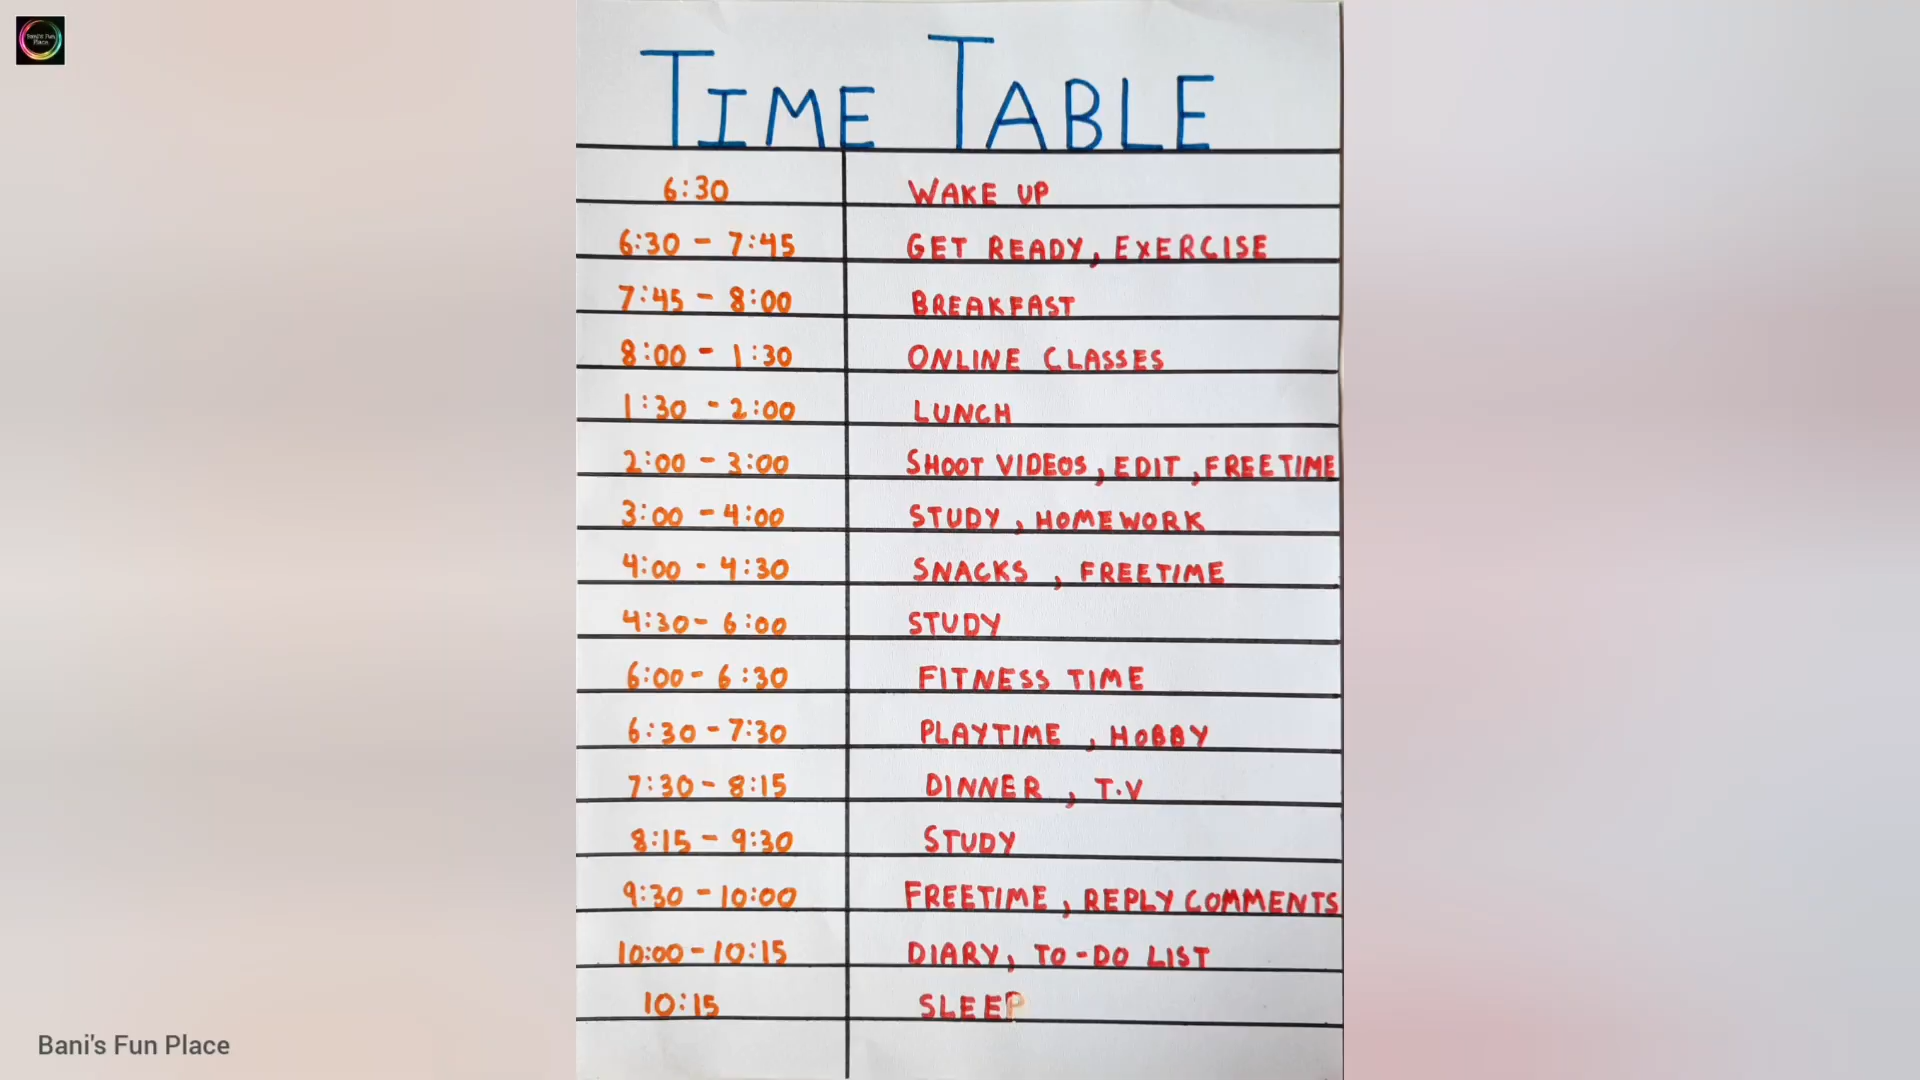 Bani's Fun
Place
TIME TABLE
6:30 WAKE UP
6:30 - 7:45 GET READY, EXERCISE
7:45 - 8:00 BREAKFAST
8:00 - 1:30 ONLINE CLASSES
1:30 - 2:00 LUNCH
2:00 - 3:00 SHOOT VIDEOS, EDIT, FREETIME
3:00 - 4:00 STUDY, HOMEWORK
4:00 - 4:30 SNACKS, FREETIME
4:30 - 6:00 STUDY
6:00 - 6:30 FITNESS TIME
6:30 - 7:30 PLAYTIME, HOBBY
7:30 - 8:15 DINNER, T.V
8:15 - 9:30 STUDY
9:30 - 10:00 FREETIME, REPLY COMMENTS
10:00 - 10:15 DIARY, TO-DO LIST
10:15 SLEEP
Bani's Fun Place